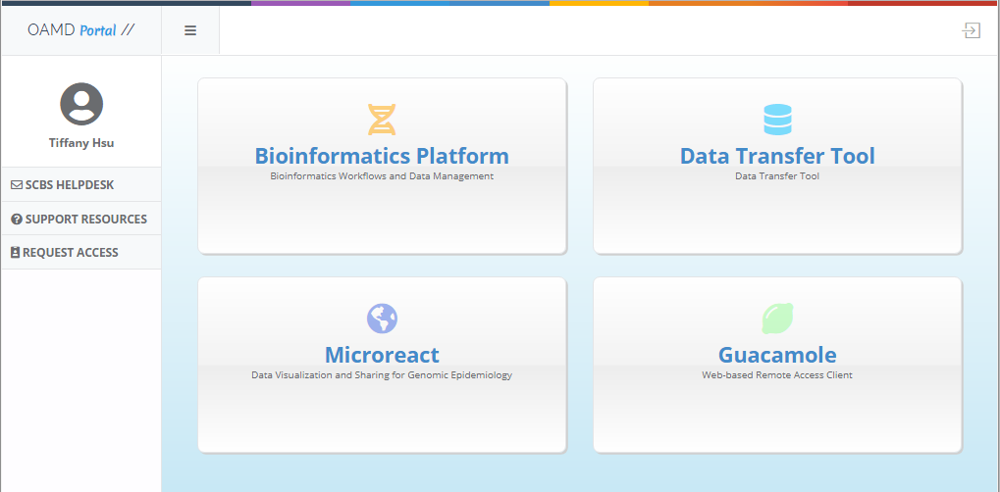 OAMD Portal //
Tiffany Hsu
SCBS HELPDESK
SUPPORT RESOURCES
REQUEST ACCESS
Bioinformatics Platform
Bioinformatics Workflows and Data Management
Data Transfer Tool
Data Transfer Tool
Microreact
Data Visualization and Sharing for Genomic Epidemiology
Guacamole
Web-based Remote Access Client